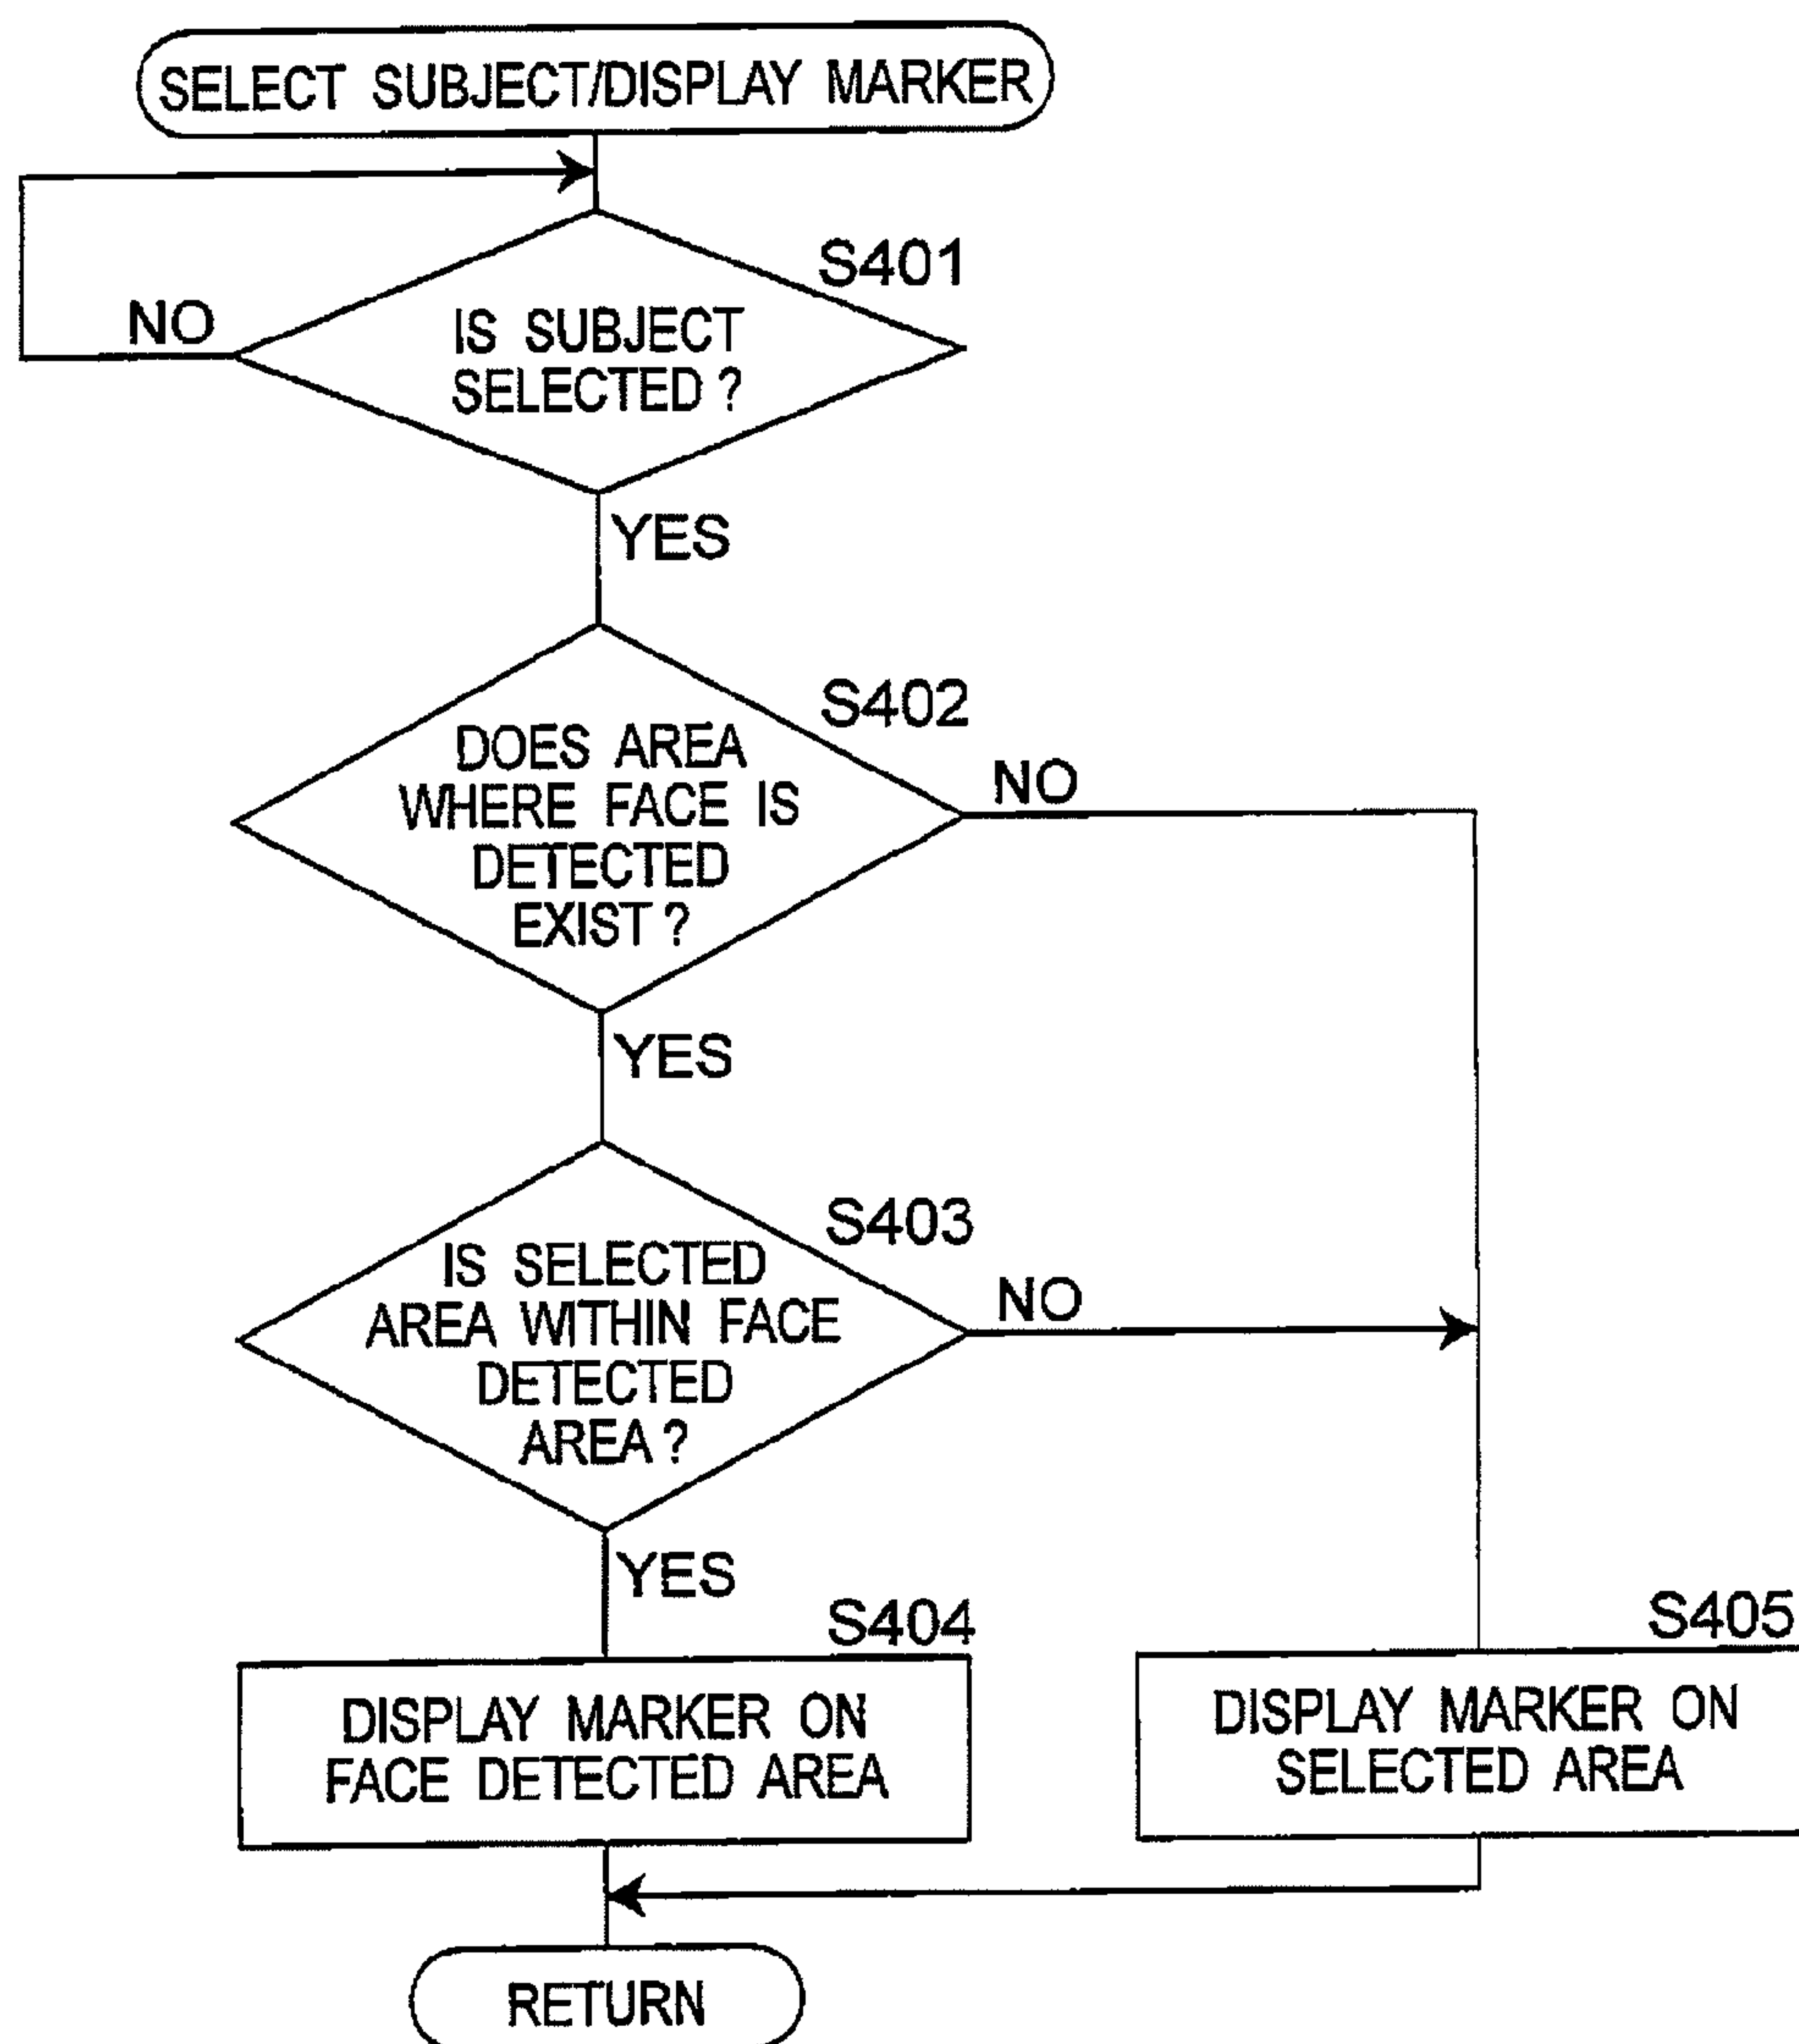 SELECT SUBJECT/DISPLAY MARKER
S401
NO
IS SUBJECT
SELECTED?
YES
S402
DOES AREA
WHERE FACE IS
DETECTED
EXIST?
NO
YES
S403
IS SELECTED
AREA WITHIN FACE
DETECTED
AREA?
NO
YES
S404
DISPLAY MARKER ON
FACE DETECTED AREA
S405
DISPLAY MARKER ON
SELECTED AREA
RETURN